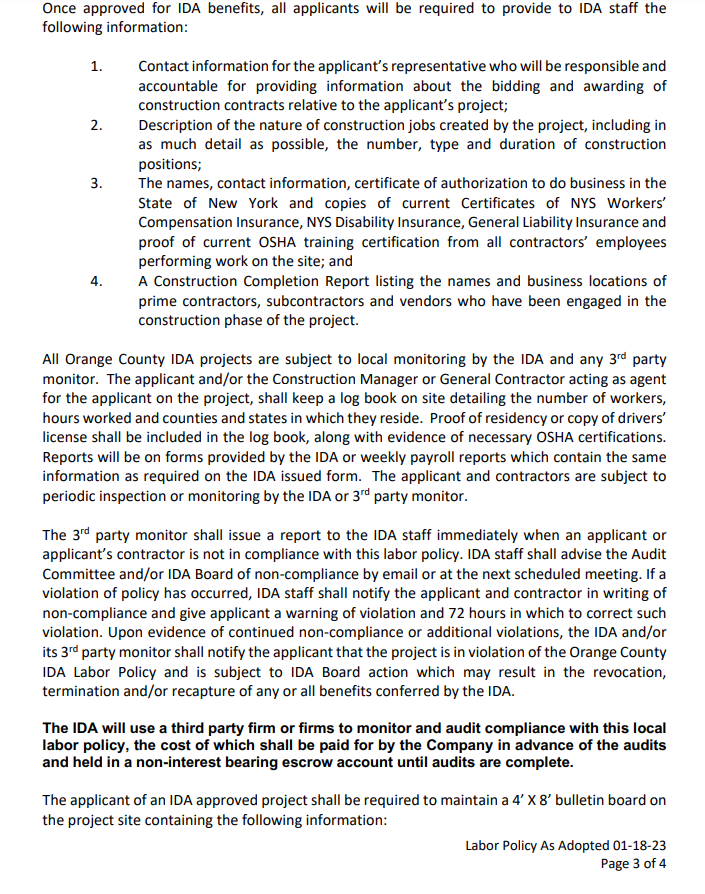 Once approved for IDA benefits, all applicants will be required to provide to IDA staff the
following information:
1. Contact information for the applicant's representative who will be responsible and
accountable for providing information about the bidding and awarding of
construction contracts relative to the applicant's project;
2. Description of the nature of construction jobs created by the project, including in
as much detail as possible, the number, type and duration of construction
positions;
3. The names, contact information, certificate of authorization to do business in the
State of New York and copies of current Certificates of NYS Workers'
Compensation Insurance, NYS Disability Insurance, General Liability Insurance and
proof of current OSHA training certification from all contractors' employees
performing work on the site; and
4. A Construction Completion Report listing the names and business locations of
prime contractors, subcontractors and vendors who have been engaged in the
construction phase of the project.
All Orange County IDA projects are subject to local monitoring by the IDA and any 3rd party
monitor. The applicant and/or the Construction Manager or General Contractor acting as agent
for the applicant on the project, shall keep a log book on site detailing the number of workers,
hours worked and counties and states in which they reside. Proof of residency or copy of drivers'
license shall be included in the log book, along with evidence of necessary OSHA certifications.
Reports will be on forms provided by the IDA or weekly payroll reports which contain the same
information as required on the IDA issued form. The applicant and contractors are subject to
periodic inspection or monitoring by the IDA or 3rd party monitor.
The 3rd party monitor shall issue a report to the IDA staff immediately when an applicant or
applicant's contractor is not in compliance with this labor policy. IDA staff shall advise the Audit
Committee and/or IDA Board of non-compliance by email or at the next scheduled meeting. If a
violation of policy has occurred, IDA staff shall notify the applicant and contractor in writing of
non-compliance and give applicant a warning of violation and 72 hours in which to correct such
violation. Upon evidence of continued non-compliance or additional violations, the IDA and/or
its 3rd party monitor shall notify the applicant that the project is in violation of the Orange County
IDA Labor Policy and is subject to IDA Board action which may result in the revocation,
termination and/or recapture of any or all benefits conferred by the IDA.
The IDA will use a third party firm or firms to monitor and audit compliance with this local
labor policy, the cost of which shall be paid for by the Company in advance of the audits
and held in a non-interest bearing escrow account until audits are complete.
The applicant of an IDA approved project shall be required to maintain a 4' X 8' bulletin board on
the project site containing the following information:
Labor Policy As Adopted 01-18-23
Page 3 of 4